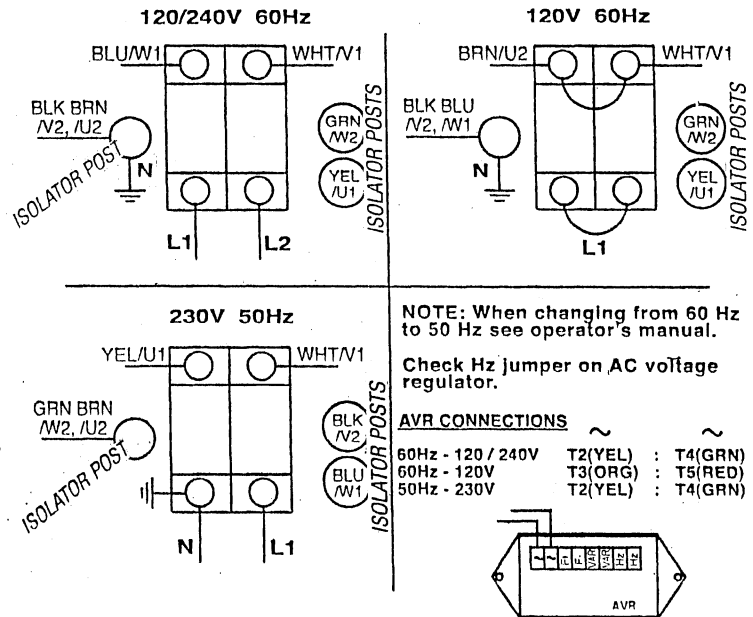 120/240V 60Hz
BLU/W1
WHT/V1
BLK BRN
/V2, /U2
N
ISOLATOR POST
GRN
/W2
YEL
/U1
ISOLATOR POSTS
L1
L2
120V 60Hz
BRN/U2
WHT/V1
BLK BLU
/V2, /W1
N
GRN
/W2
YEL
/U1
ISOLATOR POSTS
L1
230V 50Hz
YEL/U1
WHT/V1
GRN BRN
/W2, /U2
ISOLATOR POST
BLK
/V2
BLU
/W1
ISOLATOR POSTS
N
L1
NOTE: When changing from 60 Hz
to 50 Hz see operator's manual.
Check Hz jumper on AC voltage
regulator.
AVR CONNECTIONS ~ ~
60Hz - 120 / 240V T2(YEL) : T4(GRN)
60Hz - 120V T3(ORG) : T5(RED)
50Hz - 230V T2(YEL) : T4(GRN)
~ ~ VAR VAR Hz Hz
AVR